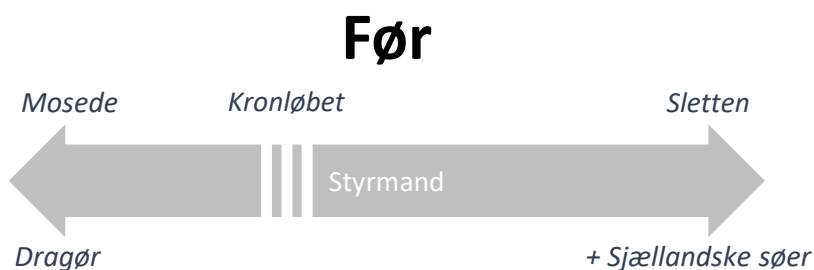 Før
Mosede Kronløbet Sletten
Styrmand
Dragør + Sjællandske søer